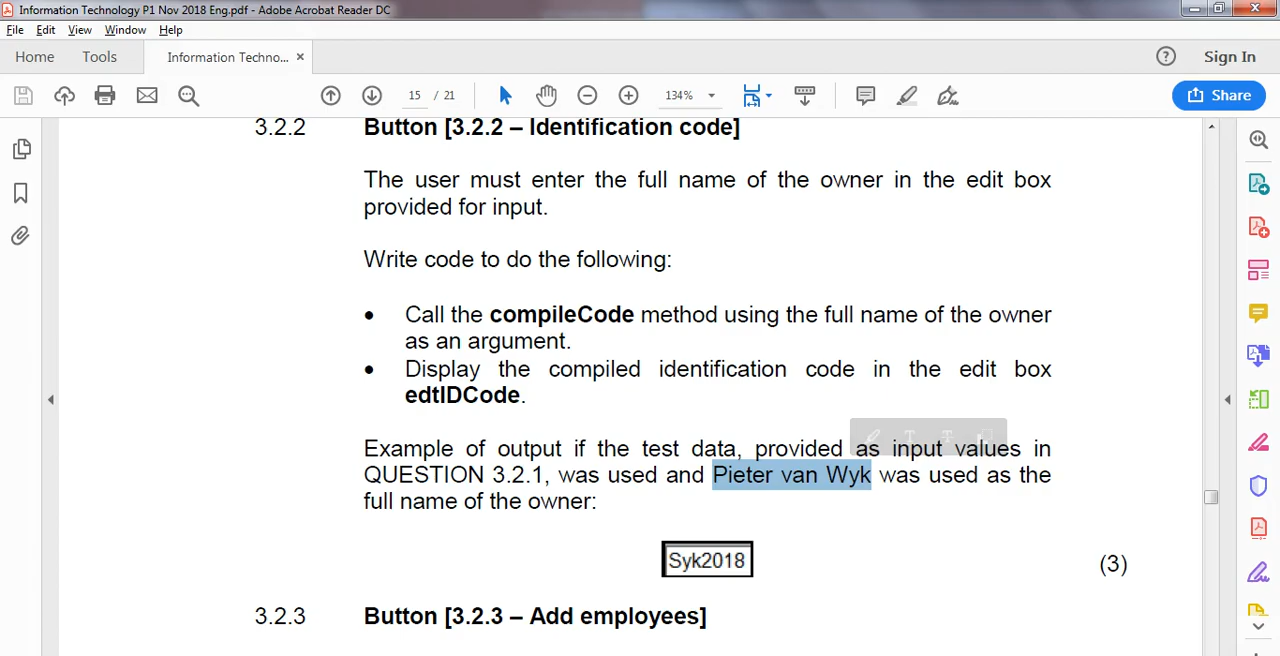 Information Technology P1 Nov 2018 Eng.pdf - Adobe Acrobat Reader DC
File Edit View Window Help
Home Tools Information Techno... × ? Sign In
15 / 21 134% Share
3.2.2 Button [3.2.2 – Identification code]
The user must enter the full name of the owner in the edit box
provided for input.
Write code to do the following:
• Call the compileCode method using the full name of the owner
as an argument.
• Display the compiled identification code in the edit box
edtIDCode.
Example of output if the test data, provided as input values in
QUESTION 3.2.1, was used and Pieter van Wyk was used as the
full name of the owner:
Syk2018 (3)
3.2.3 Button [3.2.3 – Add employees]